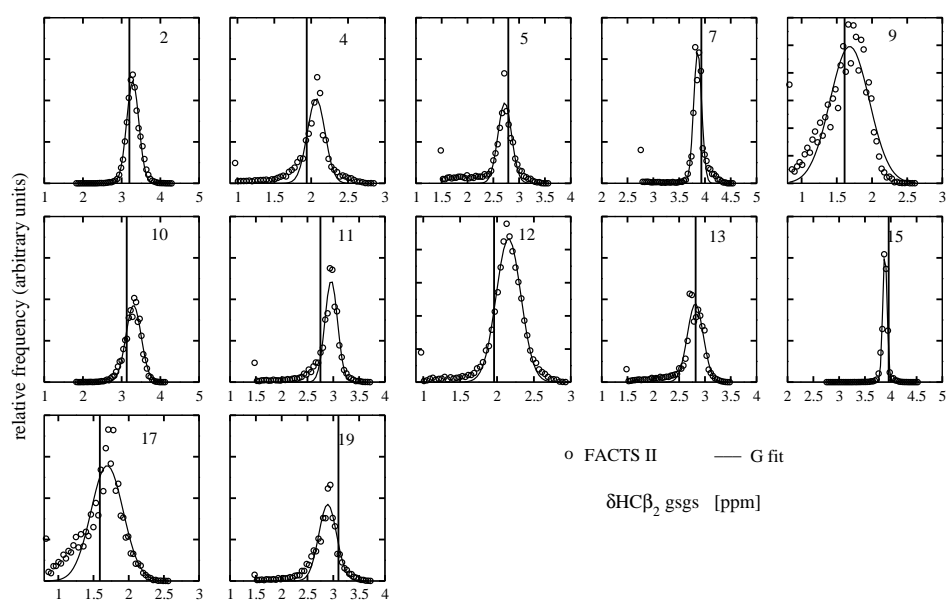 2
4
5
7
9
1 2 3 4 5
1 2 3
1 1.5 2 2.5 3 3.5 4
2 2.5 3 3.5 4 4.5 5
1 1.5 2 2.5 3
10
11
12
13
15
0 1 2 3 4 5
1 1.5 2 2.5 3 3.5 4
1 1.5 2 2.5 3
1 1.5 2 2.5 3 3.5 4
2 2.5 3 3.5 4 4.5 5
17
19
1 1.5 2 2.5 3
1 1.5 2 2.5 3 3.5 4
relative frequency (arbitrary units)
FACTS II
G fit
δHCβ₂ gsgs [ppm]